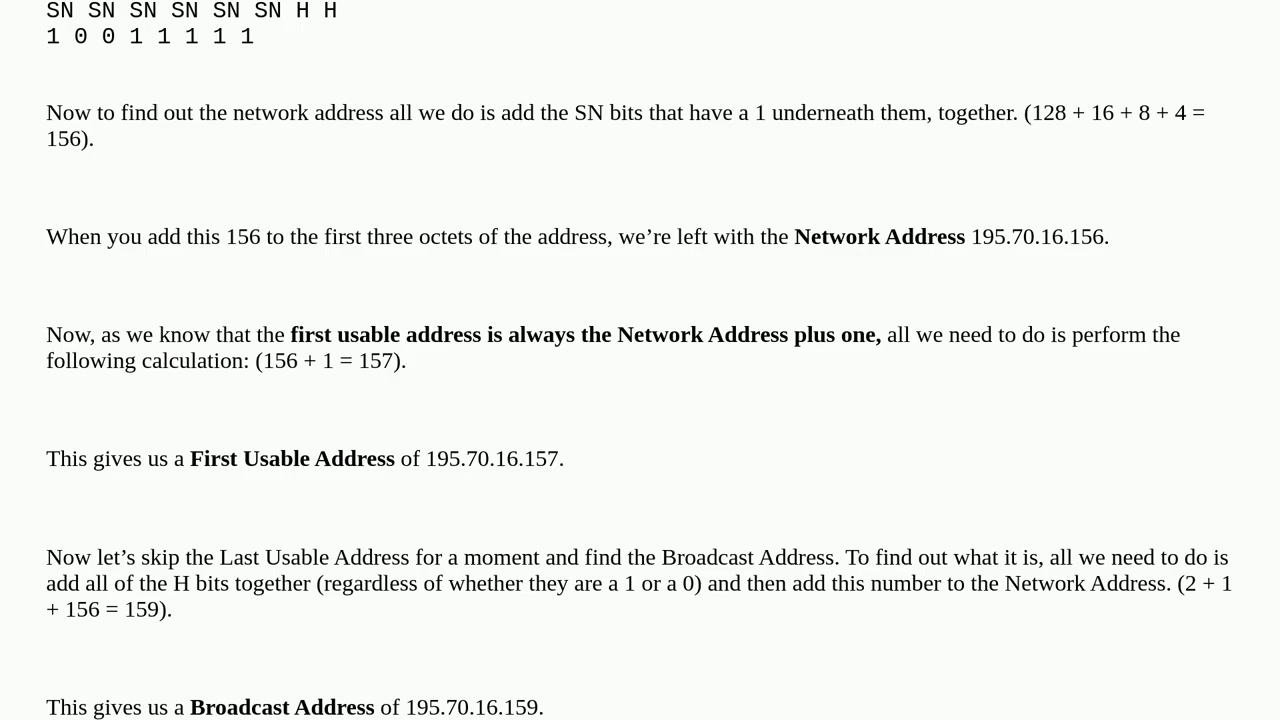 SN SN SN SN SN SN H H
1 0 0 1 1 1 1 1
Now to find out the network address all we do is add the SN bits that have a 1 underneath them, together. (128 + 16 + 8 + 4 =
156).
When you add this 156 to the first three octets of the address, we’re left with the Network Address 195.70.16.156.
Now, as we know that the first usable address is always the Network Address plus one, all we need to do is perform the
following calculation: (156 + 1 = 157).
This gives us a First Usable Address of 195.70.16.157.
Now let’s skip the Last Usable Address for a moment and find the Broadcast Address. To find out what it is, all we need to do is
add all of the H bits together (regardless of whether they are a 1 or a 0) and then add this number to the Network Address. (2 + 1
+ 156 = 159).
This gives us a Broadcast Address of 195.70.16.159.